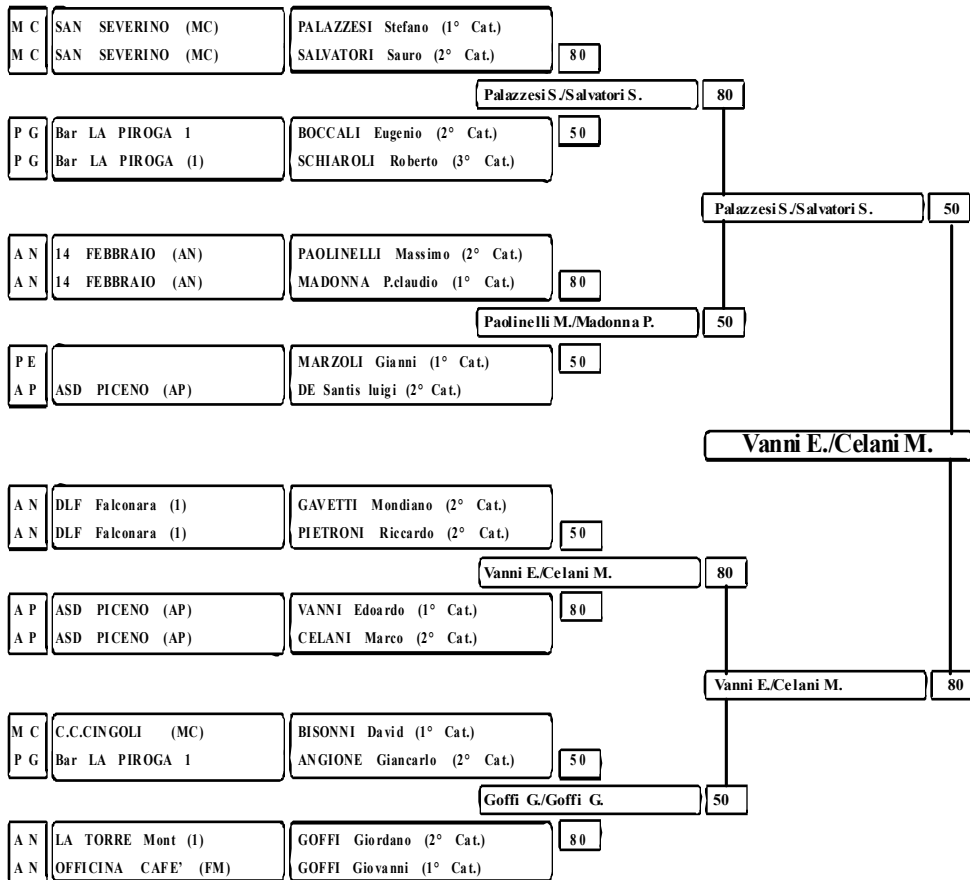 M C SAN SEVERINO (MC) PALAZZESI Stefano (1° Cat.)
M C SAN SEVERINO (MC) SALVATORI Sauro (2° Cat.) 80
Palazzesi S./Salvatori S. 80
P G Bar LA PIROGA 1 BOCCALI Eugenio (2° Cat.) 50
P G Bar LA PIROGA (1) SCHIAROLI Roberto (3° Cat.)
Palazzesi S./Salvatori S. 50
A N 14 FEBBRAIO (AN) PAOLINELLI Massimo (2° Cat.)
A N 14 FEBBRAIO (AN) MADONNA P.claudio (1° Cat.) 80
Paolinelli M./Madonna P. 50
P E MARZOLI Gianni (1° Cat.) 50
A P ASD PICENO (AP) DE Santis luigi (2° Cat.)
Vanni E./Celani M.
A N DLF Falconara (1) GAVETTI Mondiano (2° Cat.)
A N DLF Falconara (1) PIETRONI Riccardo (2° Cat.) 50
Vanni E./Celani M. 80
A P ASD PICENO (AP) VANNI Edoardo (1° Cat.) 80
A P ASD PICENO (AP) CELANI Marco (2° Cat.)
Vanni E./Celani M. 80
M C C.C.CINGOLI (MC) BISONNI David (1° Cat.)
P G Bar LA PIROGA 1 ANGIONE Giancarlo (2° Cat.) 50
Goffi G./Goffi G. 50
A N LA TORRE Mont (1) GOFFI Giordano (2° Cat.) 80
A N OFFICINA CAFE' (FM) GOFFI Giovanni (1° Cat.)